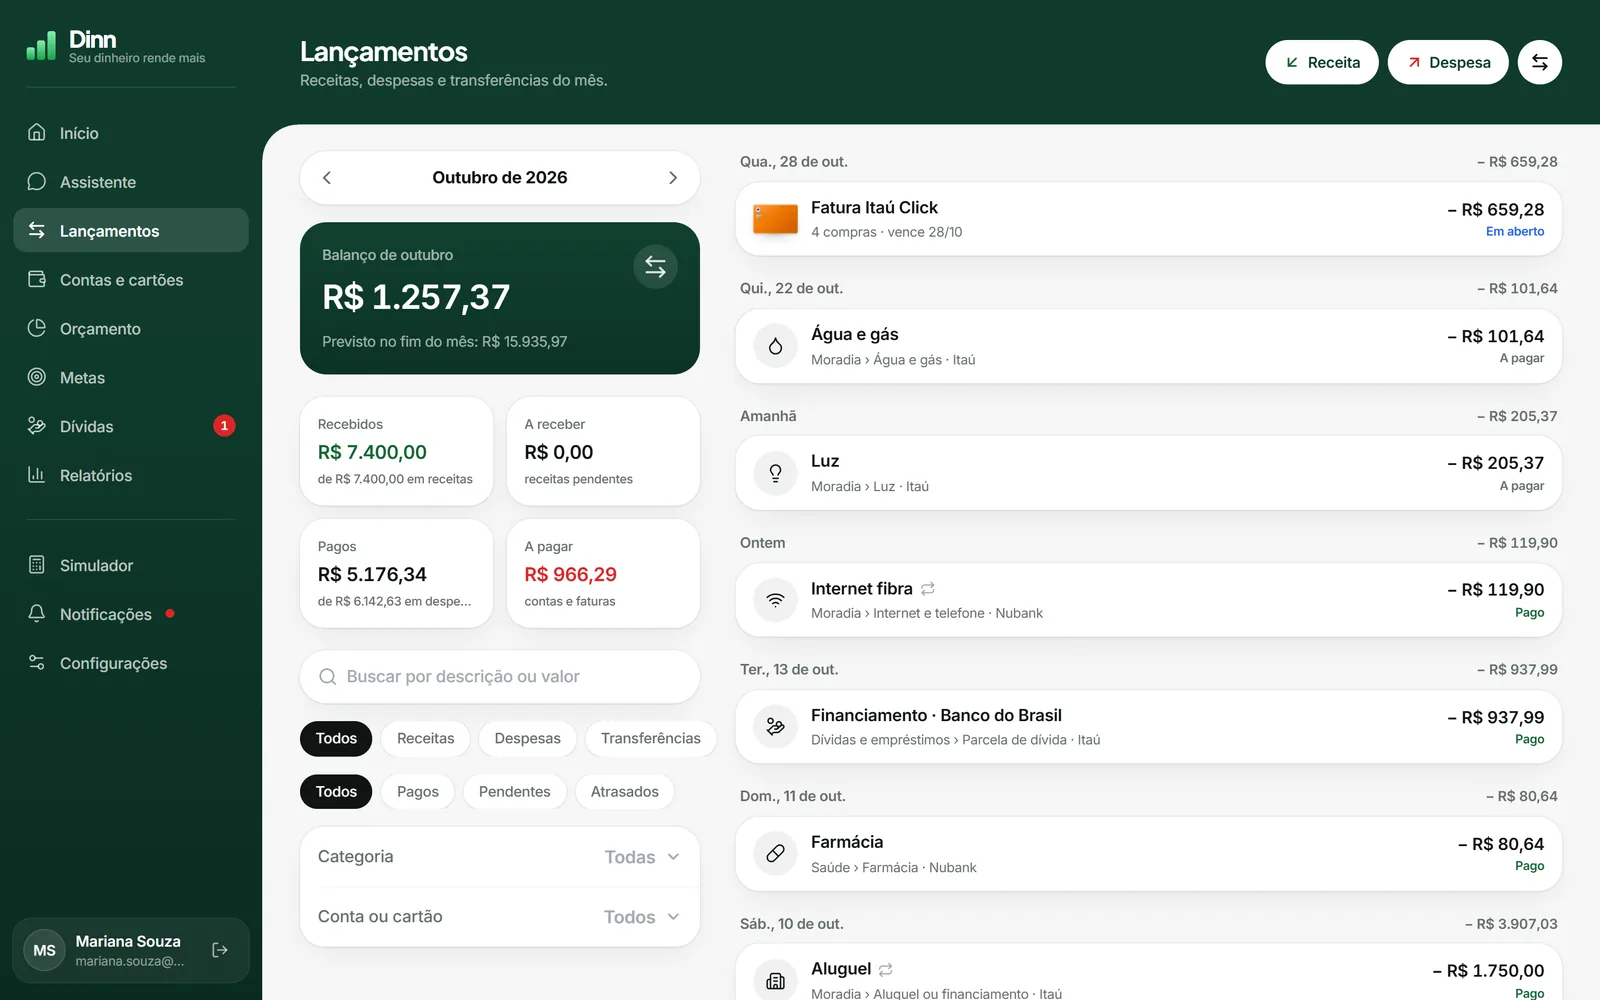 Dinn
Seu dinheiro rende mais
Início
Assistente
Lançamentos
Contas e cartões
Orçamento
Metas
Dívidas
1
Relatórios
Simulador
Notificações
Configurações
MS
Mariana Souza
mariana.souza@...
Lançamentos
Receitas, despesas e transferências do mês.
Receita
Despesa
Outubro de 2026
Balanço de outubro
R$ 1.257,37
Previsto no fim do mês: R$ 15.935,97
Recebidos
R$ 7.400,00
de R$ 7.400,00 em receitas
A receber
R$ 0,00
receitas pendentes
Pagos
R$ 5.176,34
de R$ 6.142,63 em despe...
A pagar
R$ 966,29
contas e faturas
Buscar por descrição ou valor
Todos Receitas Despesas Transferências
Todos Pagos Pendentes Atrasados
Categoria Todas
Conta ou cartão Todos
Qua., 28 de out. – R$ 659,28
Fatura Itaú Click – R$ 659,28
4 compras · vence 28/10 Em aberto
Qui., 22 de out. – R$ 101,64
Água e gás – R$ 101,64
Moradia › Água e gás · Itaú A pagar
Amanhã – R$ 205,37
Luz – R$ 205,37
Moradia › Luz · Itaú A pagar
Ontem – R$ 119,90
Internet fibra – R$ 119,90
Moradia › Internet e telefone · Nubank Pago
Ter., 13 de out. – R$ 937,99
Financiamento · Banco do Brasil – R$ 937,99
Dívidas e empréstimos › Parcela de dívida · Itaú Pago
Dom., 11 de out. – R$ 80,64
Farmácia – R$ 80,64
Saúde › Farmácia · Nubank Pago
Sáb., 10 de out. – R$ 3.907,03
Aluguel – R$ 1.750,00
Moradia › Aluguel ou financiamento · Itaú Pago